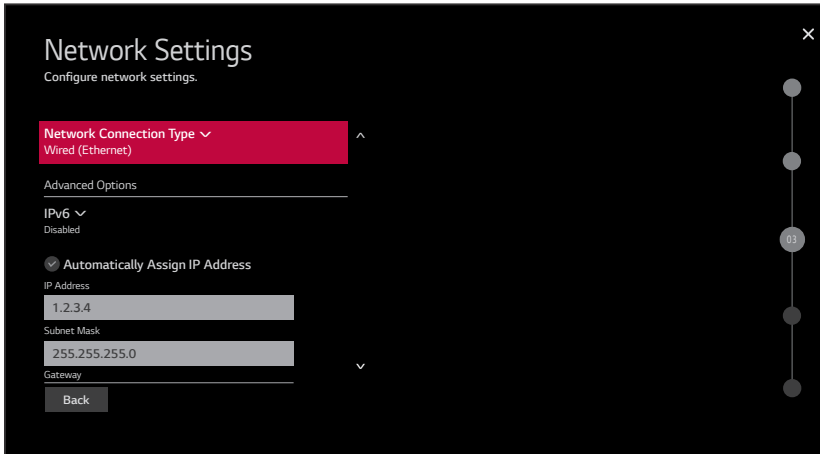 Network Settings
Configure network settings.
Network Connection Type
Wired (Ethernet)
Advanced Options
IPv6
Disabled
03
Automatically Assign IP Address
IP Address
1.2.3.4
Subnet Mask
255.255.255.0
Gateway
Back